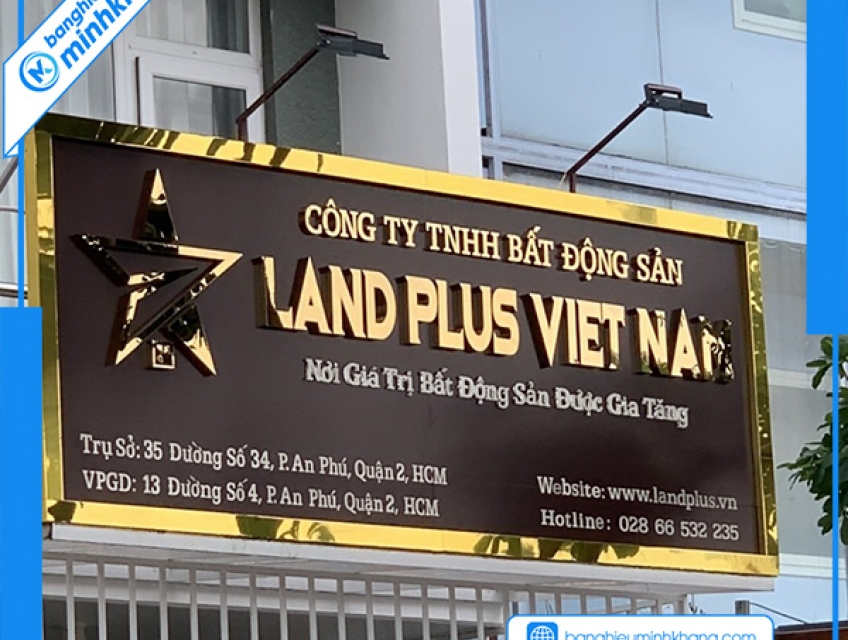 CÔNG TY TNHH BẤT ĐỘNG SẢN
LAND PLUS VIET NAM
Nơi Giá Trị Bất Động Sản Được Gia Tăng
Trụ Sở: 35 Đường Số 34, P. An Phú, Quận 2, HCM
VPGD: 13 Đường Số 4, P. An Phú, Quận 2, HCM
Website: www.landplus.vn
Hotline: 028 66 532 235
banghieuminhkhang.com